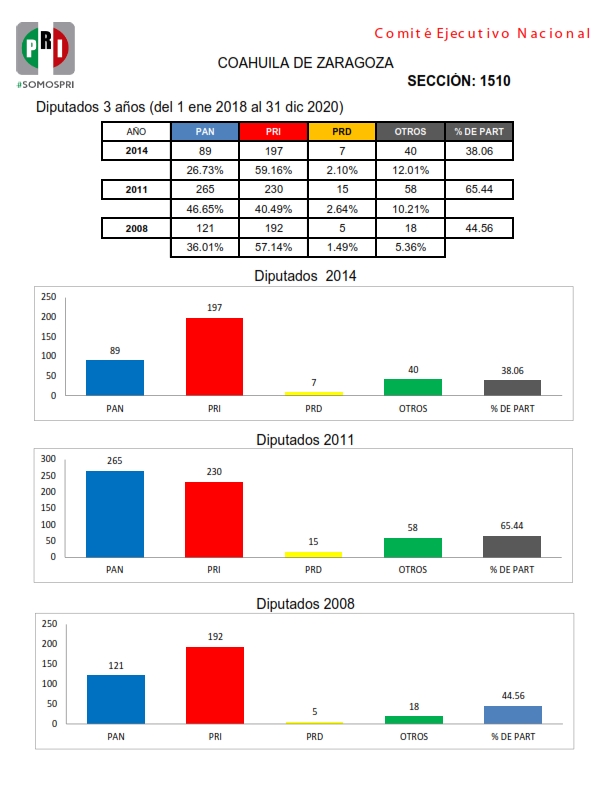 Comité Ejecutivo Nacional
PRI
#SOMOSPRI
COAHUILA DE ZARAGOZA
SECCIÓN: 1510
Diputados 3 años (del 1 ene 2018 al 31 dic 2020)
AÑO PAN PRI PRD OTROS % DE PART
2014 89 197 7 40 38.06
26.73% 59.16% 2.10% 12.01%
2011 265 230 15 58 65.44
46.65% 40.49% 2.64% 10.21%
2008 121 192 5 18 44.56
36.01% 57.14% 1.49% 5.36%
Diputados 2014
250
200
150
100
50
0
89 197 7 40 38.06
PAN PRI PRD OTROS % DE PART
Diputados 2011
300
250
200
150
100
50
0
265 230 15 58 65.44
PAN PRI PRD OTROS % DE PART
Diputados 2008
250
200
150
100
50
0
121 192 5 18 44.56
PAN PRI PRD OTROS % DE PART